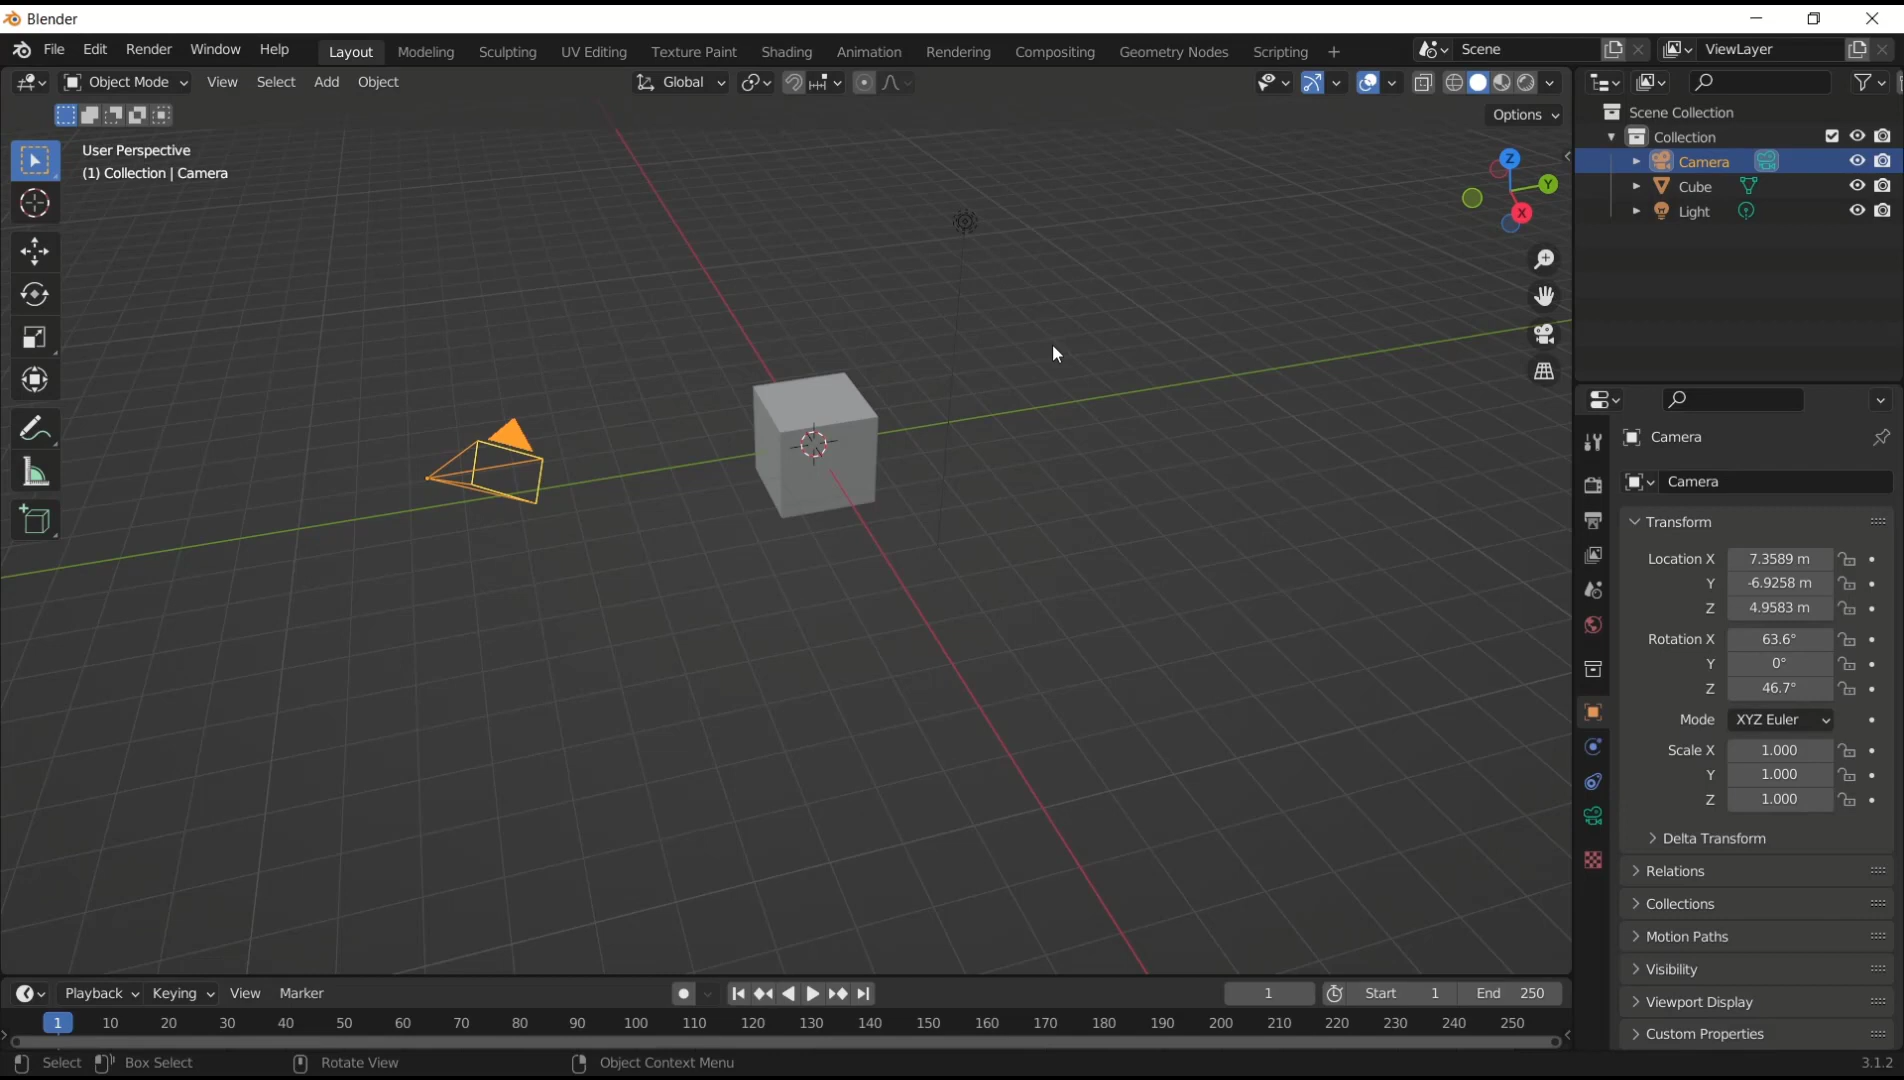 Blender
File Edit Render Window Help Layout Modeling Sculpting UV Editing Texture Paint Shading Animation Rendering Compositing Geometry Nodes Scripting + Scene ViewLayer
Object Mode View Select Add Object Global
Options
User Perspective
(1) Collection | Camera
Z
Y
X
Scene Collection
Collection
Camera
Cube
Light
Camera
Camera
Transform
Location X 7.3589 m
Y -6.9258 m
Z 4.9583 m
Rotation X 63.6°
Y 0°
Z 46.7°
Mode XYZ Euler
Scale X 1.000
Y 1.000
Z 1.000
Delta Transform
Relations
Collections
Motion Paths
Visibility
Viewport Display
Custom Properties
Playback Keying View Marker 1 Start 1 End 250
1 10 20 30 40 50 60 70 80 90 100 110 120 130 140 150 160 170 180 190 200 210 220 230 240 250
Select Box Select Rotate View Object Context Menu 3.1.2